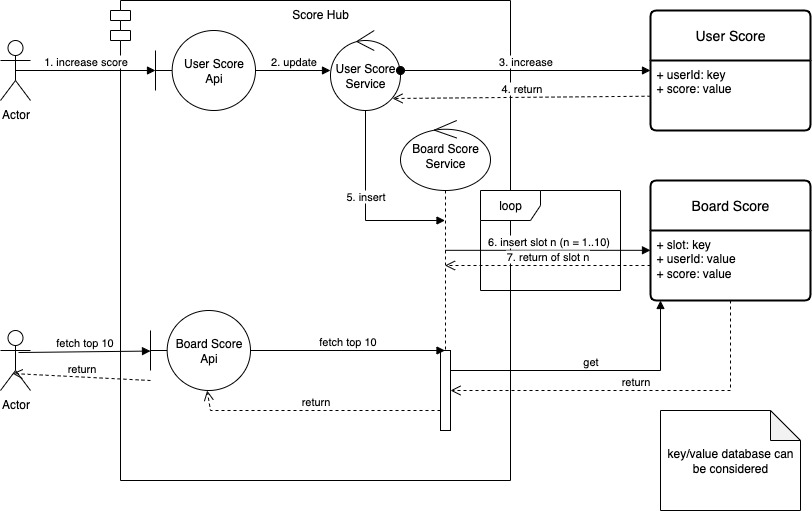 Score Hub
User Score
+ userId: key
+ score: value
1. increase score
User Score
Api
2. update
User Score
Service
3. increase
4. return
Actor
Board Score
Service
5. insert
loop
6. insert slot n (n = 1..10)
7. return of slot n
Board Score
+ slot: key
+ userId: value
+ score: value
fetch top 10
return
Actor
Board Score
Api
fetch top 10
return
get
return
key/value database can
be considered